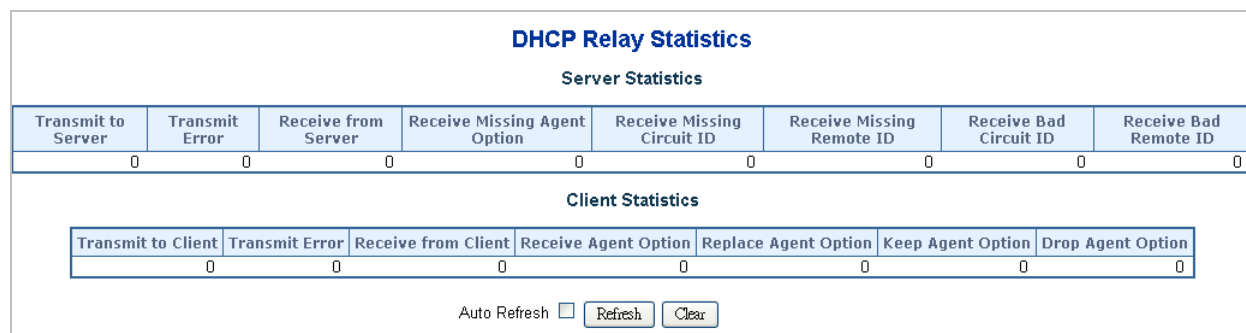 DHCP Relay Statistics
Server Statistics
Transmit to Server Transmit Error Receive from Server Receive Missing Agent Option Receive Missing Circuit ID Receive Missing Remote ID Receive Bad Circuit ID Receive Bad Remote ID
0 0 0 0 0 0 0 0
Client Statistics
Transmit to Client Transmit Error Receive from Client Receive Agent Option Replace Agent Option Keep Agent Option Drop Agent Option
0 0 0 0 0 0 0
Auto Refresh Refresh Clear